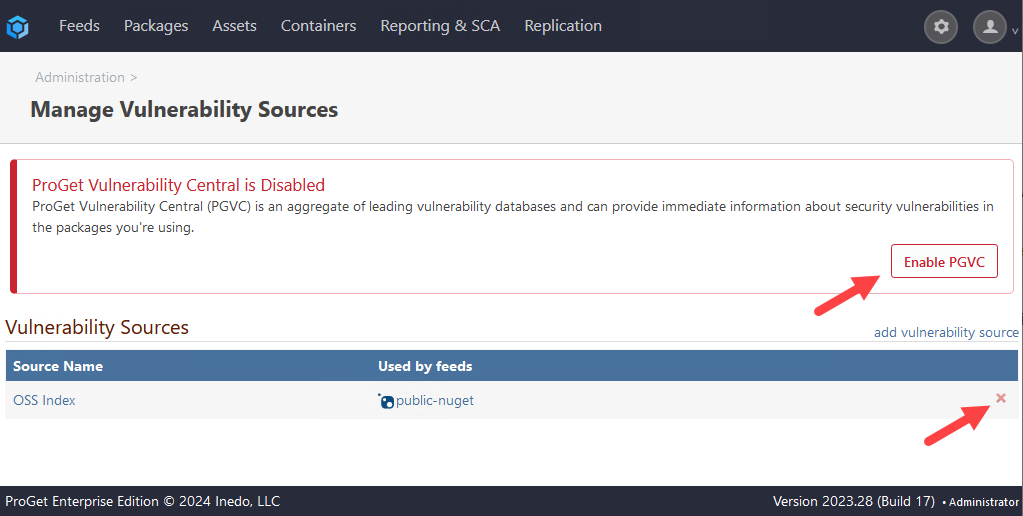 Feeds Packages Assets Containers Reporting & SCA Replication
Administration >
Manage Vulnerability Sources
ProGet Vulnerability Central is Disabled
ProGet Vulnerability Central (PGVC) is an aggregate of leading vulnerability databases and can provide immediate information about security vulnerabilities in
the packages you're using.
Enable PGVC
Vulnerability Sources
add vulnerability source
Source Name Used by feeds
OSS Index public-nuget
ProGet Enterprise Edition © 2024 Inedo, LLC Version 2023.28 (Build 17) • Administrator